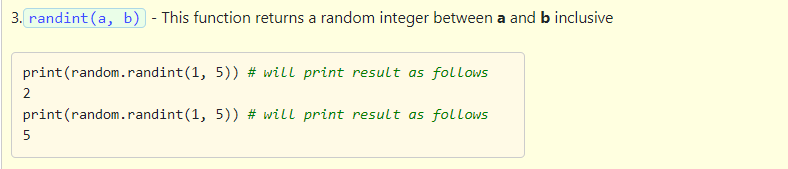 3. randint(a, b) - This function returns a random integer between a and b inclusive
print(random.randint(1, 5)) # will print result as follows
2
print(random.randint(1, 5)) # will print result as follows
5